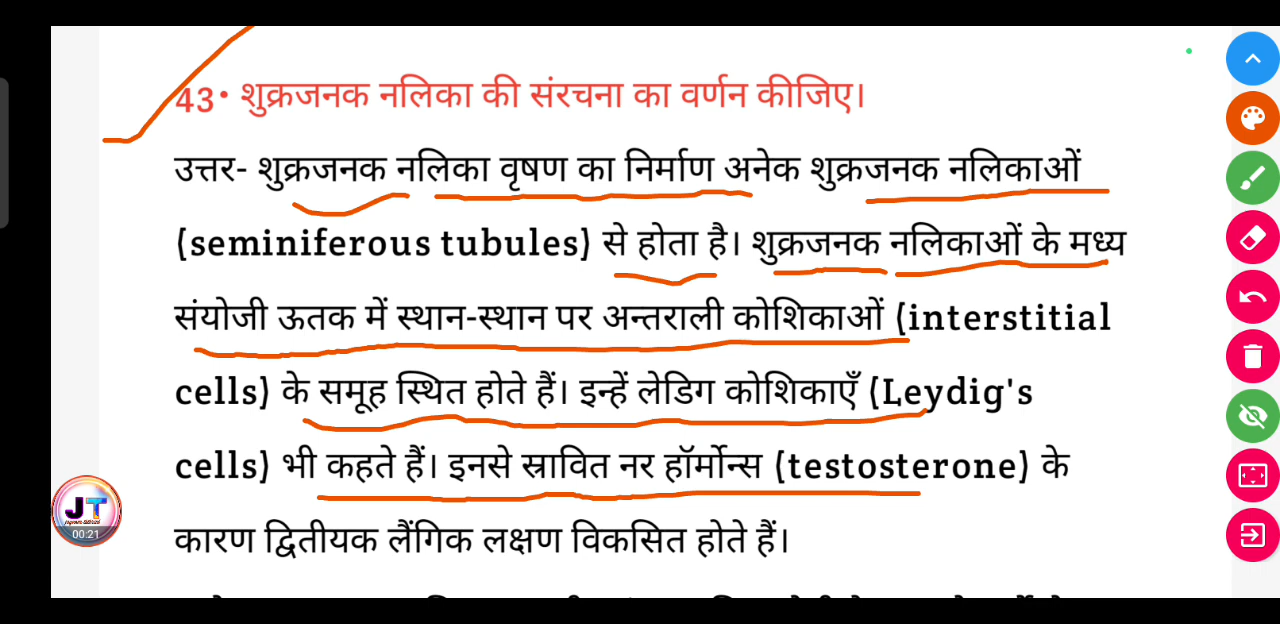 43• शुक्रजनक नलिका की संरचना का वर्णन कीजिए।
उत्तर- शुक्रजनक नलिका वृषण का निर्माण अनेक शुक्रजनक नलिकाओं
(seminiferous tubules) से होता है। शुक्रजनक नलिकाओं के मध्य
संयोजी ऊतक में स्थान-स्थान पर अन्तराली कोशिकाओं (interstitial
cells) के समूह स्थित होते हैं। इन्हें लेडिग कोशिकाएँ (Leydig's
cells) भी कहते हैं। इनसे स्रावित नर हॉर्मोन्स (testosterone) के
JT
00:21
कारण द्वितीयक लैंगिक लक्षण विकसित होते हैं।